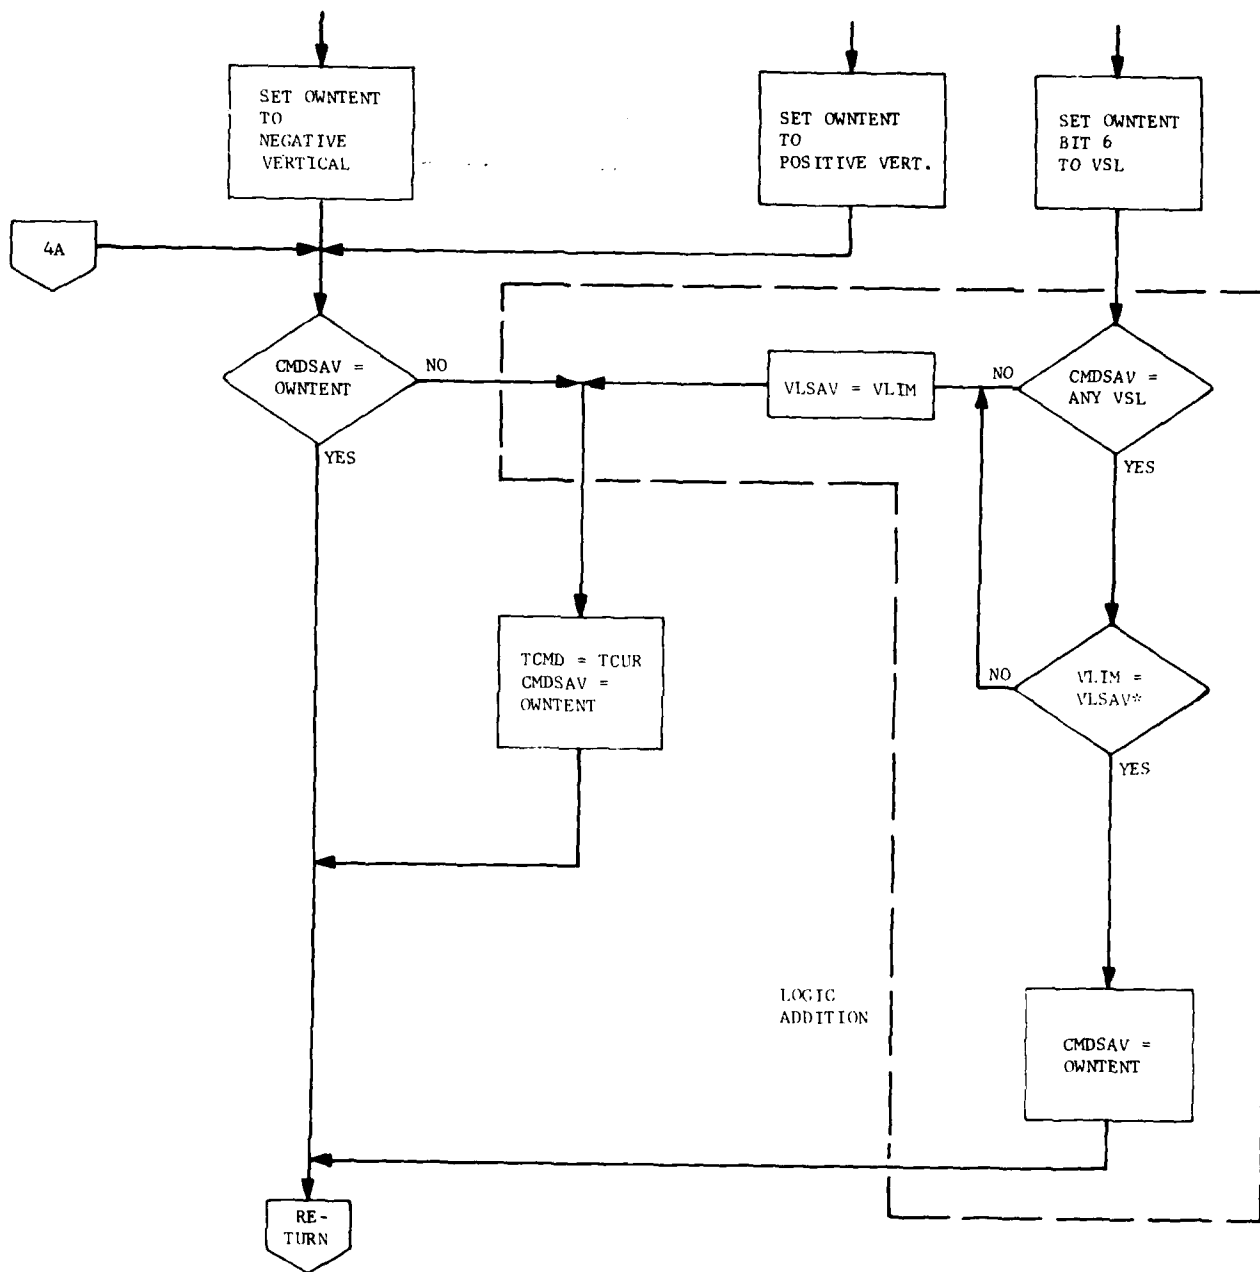 SET OWNTENT
TO
NEGATIVE
VERTICAL
SET OWNTENT
TO
POSITIVE VERT.
SET OWNTENT
BIT 6
TO VSL
4A
CMDSAV =
OWNTENT
NO
YES
VLSAV = VLIM
NO
CMDSAV =
ANY VSL
YES
TCMD = TCUR
CMDSAV =
OWNTENT
NO
VLIM =
VLSAV*
YES
LOGIC
ADDITION
CMDSAV =
OWNTENT
RE-
TURN